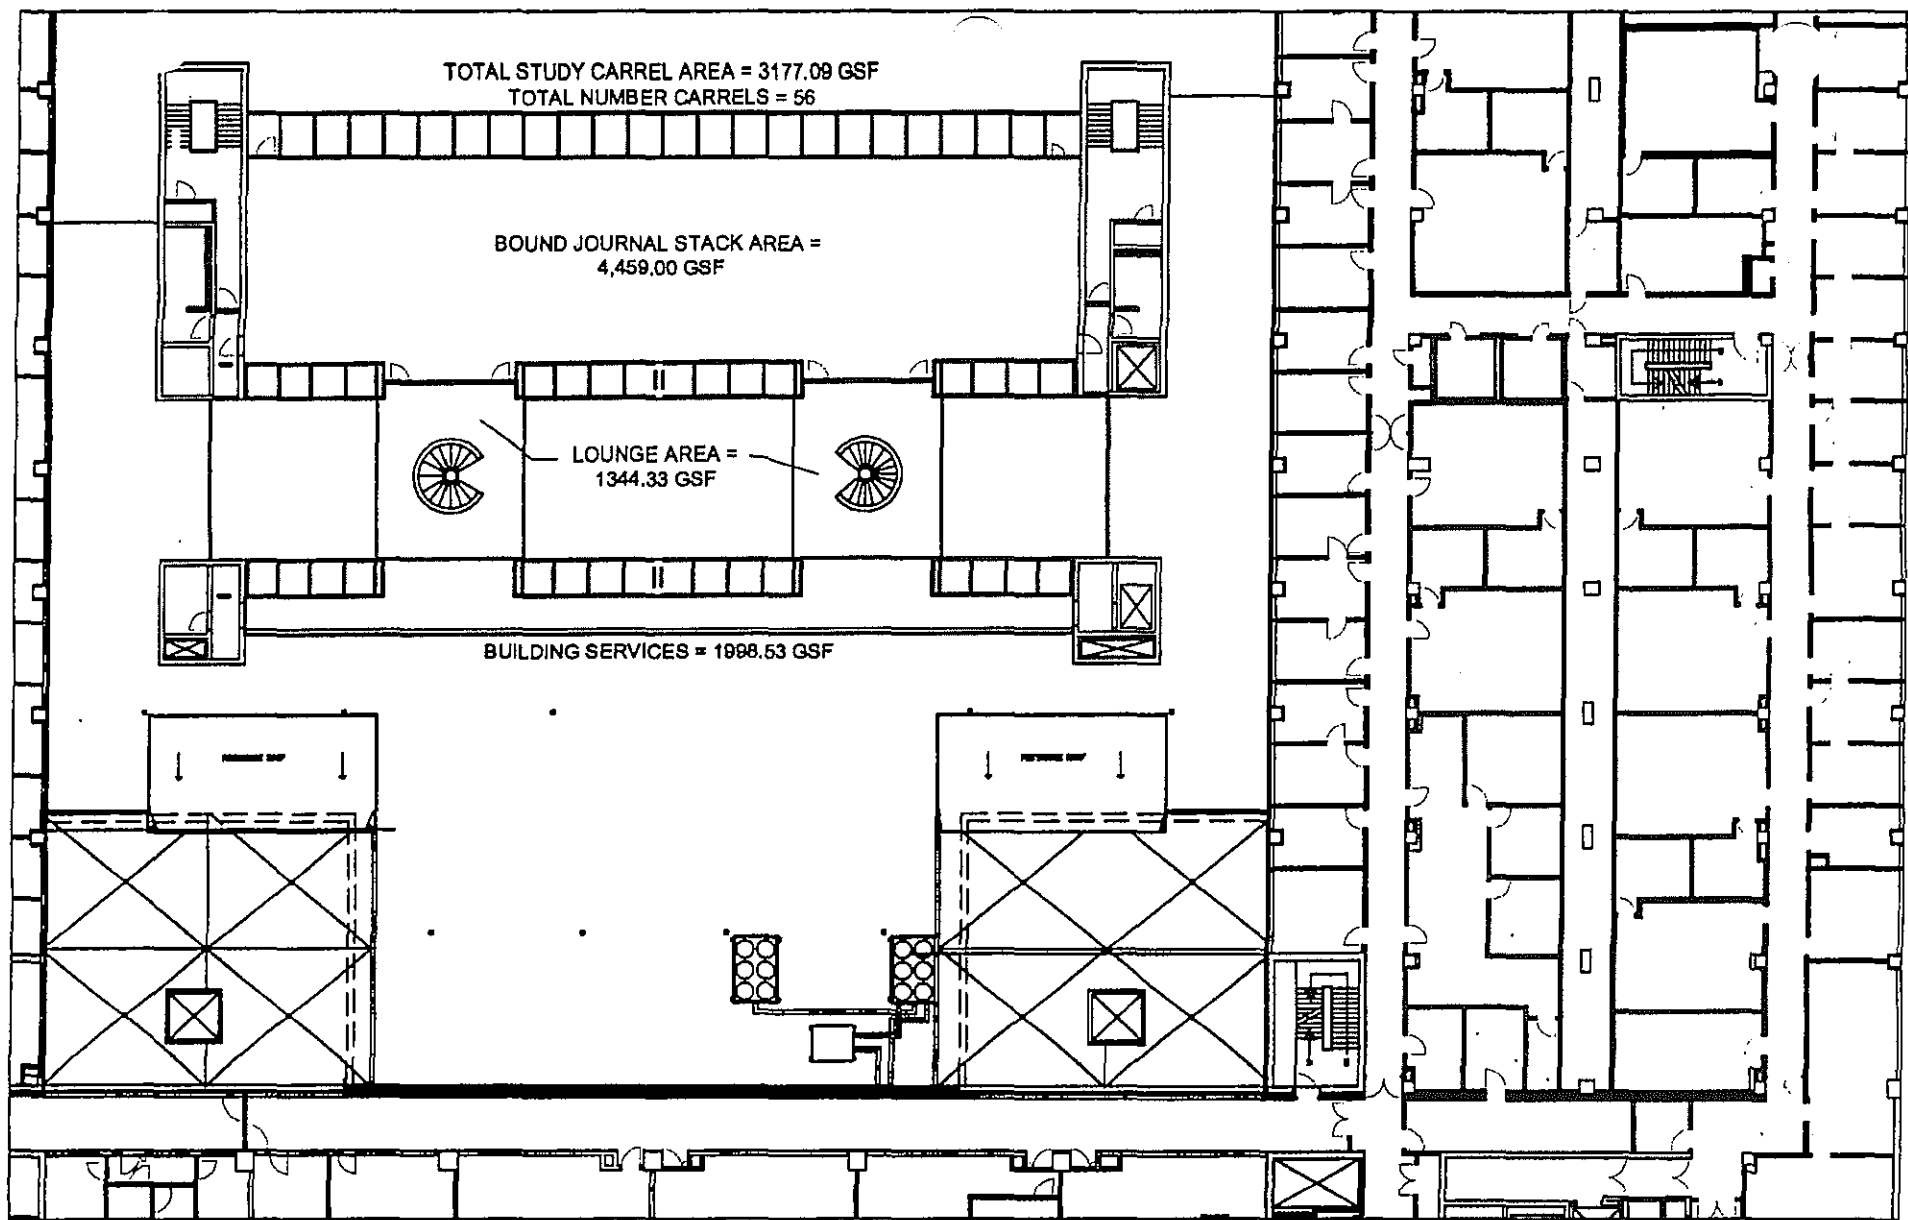 TOTAL STUDY CARREL AREA = 3177.09 GSF
TOTAL NUMBER CARRELS = 56
BOUND JOURNAL STACK AREA =
4,459.00 GSF
LOUNGE AREA =
1344.33 GSF
BUILDING SERVICES = 1998.53 GSF